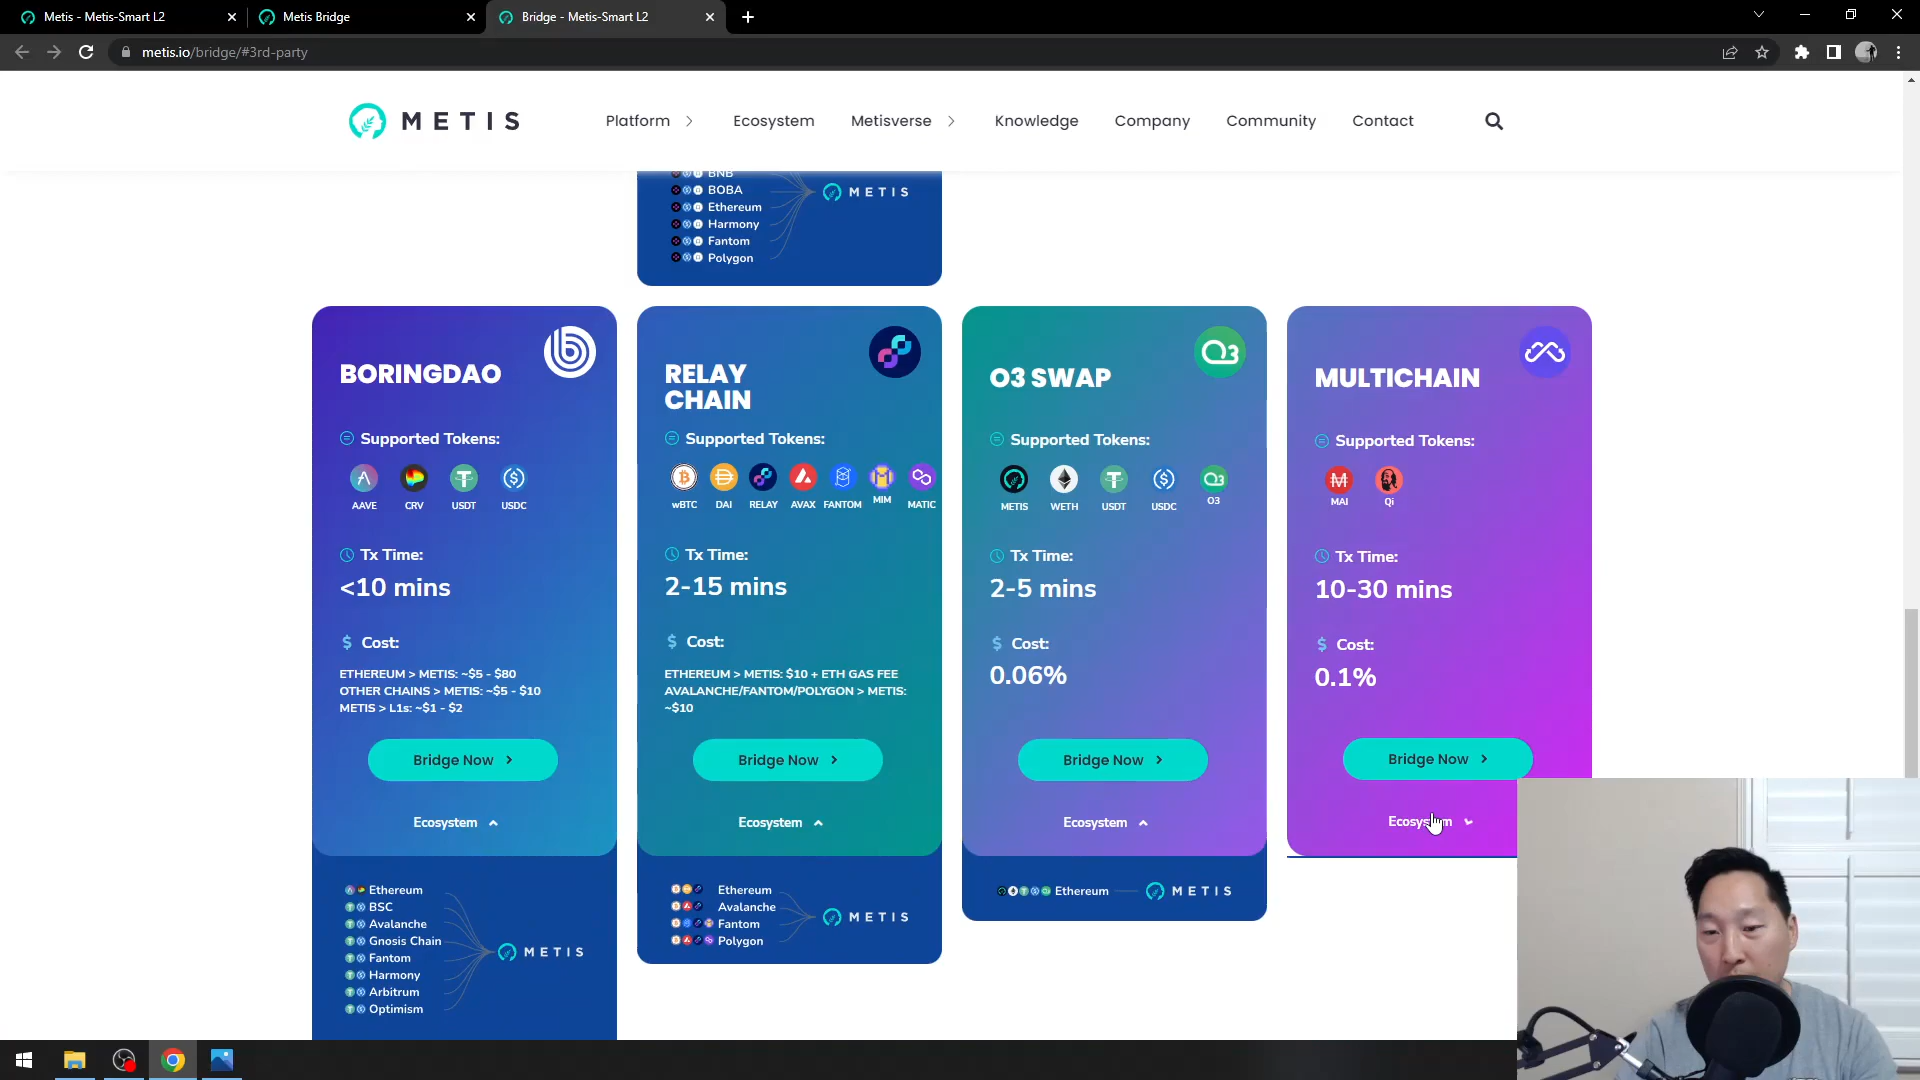 Metis - Metis-Smart L2
Metis Bridge
Bridge - Metis-Smart L2
metis.io/bridge/#3rd-party
METIS
Platform
Ecosystem
Metisverse
Knowledge
Company
Community
Contact
BNB
BOBA
Ethereum
Harmony
Fantom
Polygon
METIS
BORINGDAO
Supported Tokens:
AAVE CRV USDT USDC
Tx Time:
<10 mins
$ Cost:
ETHEREUM > METIS: ~$5 - $80
OTHER CHAINS > METIS: ~$5 - $10
METIS > L1s: ~$1 - $2
Bridge Now
Ecosystem
Ethereum
BSC
Avalanche
Gnosis Chain
Fantom
Harmony
Arbitrum
Optimism
METIS
RELAY
CHAIN
Supported Tokens:
wBTC DAI RELAY AVAX FANTOM MIM MATIC
Tx Time:
2-15 mins
$ Cost:
ETHEREUM > METIS: $10 + ETH GAS FEE
AVALANCHE/FANTOM/POLYGON > METIS:
~$10
Bridge Now
Ecosystem
Ethereum
Avalanche
Fantom
Polygon
METIS
O3 SWAP
O3
Supported Tokens:
METIS WETH USDT USDC O3
Tx Time:
2-5 mins
$ Cost:
0.06%
Bridge Now
Ecosystem
Ethereum
METIS
MULTICHAIN
Supported Tokens:
MAI Qi
Tx Time:
10-30 mins
$ Cost:
0.1%
Bridge Now
Ecosystem